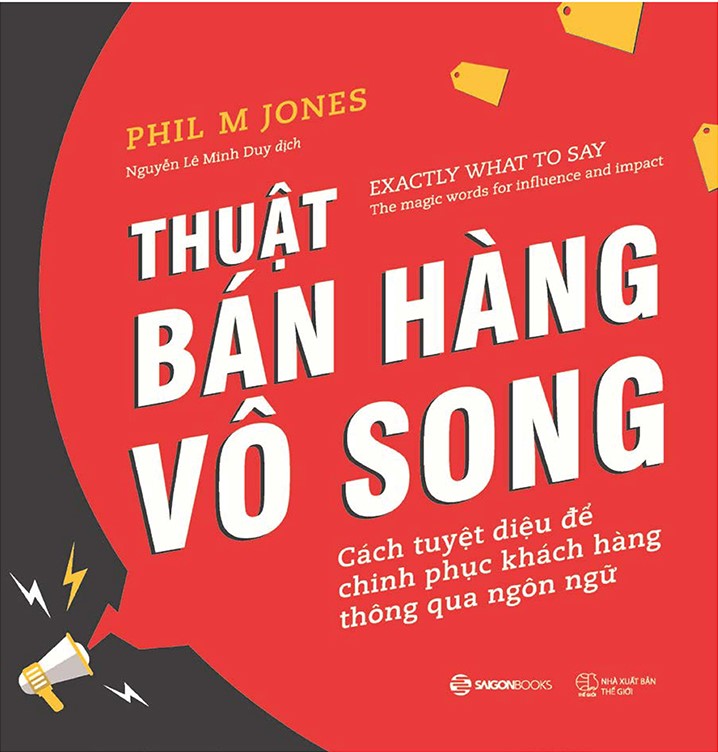 PHIL M JONES
Nguyễn Lê Minh Duy dịch
EXACTLY WHAT TO SAY
The magic words for influence and impact
THUẬT
BÁN HÀNG
VÔ SONG
Cách tuyệt diệu để
chinh phục khách hàng
thông qua ngôn ngữ
SAIGONBOOKS
THẾ GIỚI
NHÀ XUẤT BẢN
THẾ GIỚI